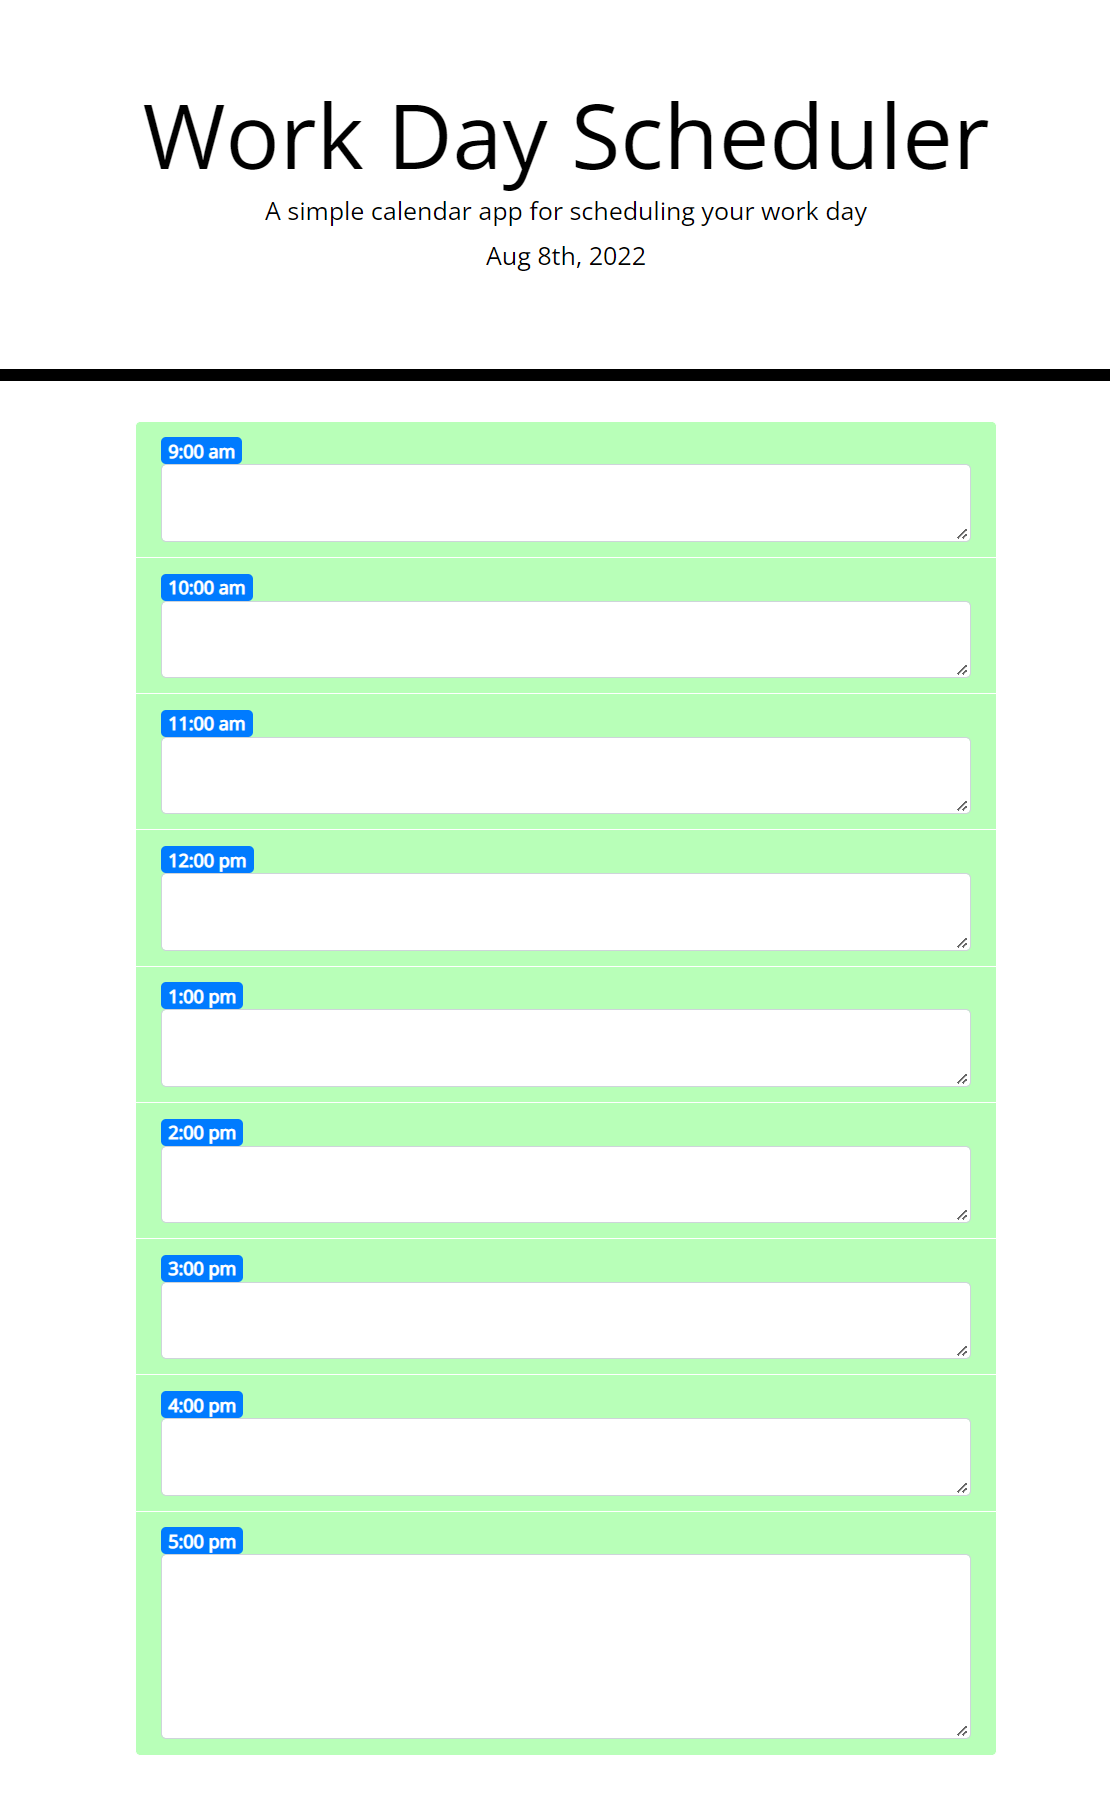 Work Day Scheduler
A simple calendar app for scheduling your work day
Aug 8th, 2022
9:00 am
10:00 am
11:00 am
12:00 pm
1:00 pm
2:00 pm
3:00 pm
4:00 pm
5:00 pm